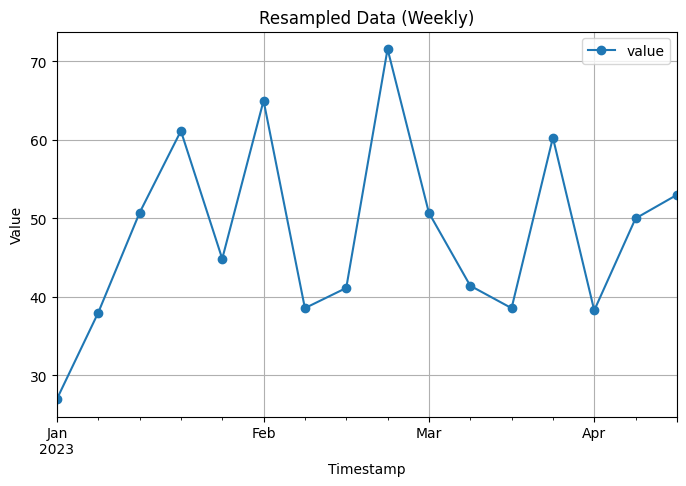 Resampled Data (Weekly)
value
70
60
50
40
30
Value
Jan
2023
Feb
Mar
Apr
Timestamp